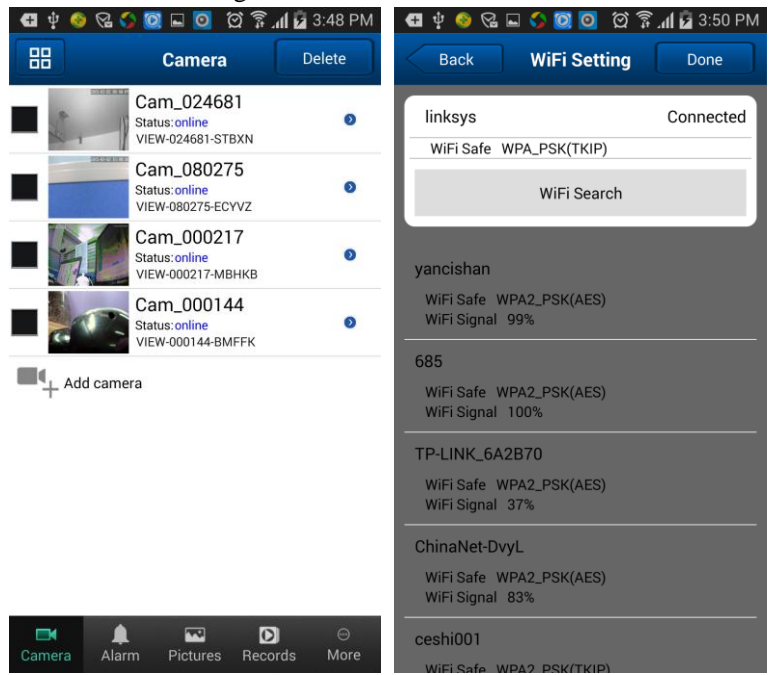 3:48 PM
Camera
Delete
Cam_024681
Status:online
VIEW-024681-STBXN
Cam_080275
Status:online
VIEW-080275-ECYVZ
Cam_000217
Status:online
VIEW-000217-MBHKB
Cam_000144
Status:online
VIEW-000144-BMFFK
Add camera
Camera
Alarm
Pictures
Records
More
3:50 PM
Back
WiFi Setting
Done
linksys Connected
WiFi Safe WPA_PSK(TKIP)
WiFi Search
yancishan
WiFi Safe WPA2_PSK(AES)
WiFi Signal 99%
685
WiFi Safe WPA2_PSK(AES)
WiFi Signal 100%
TP-LINK_6A2B70
WiFi Safe WPA2_PSK(AES)
WiFi Signal 37%
ChinaNet-DvyL
WiFi Safe WPA2_PSK(AES)
WiFi Signal 83%
ceshi001
WiFi Safe WPA2_PSK(TKIP)